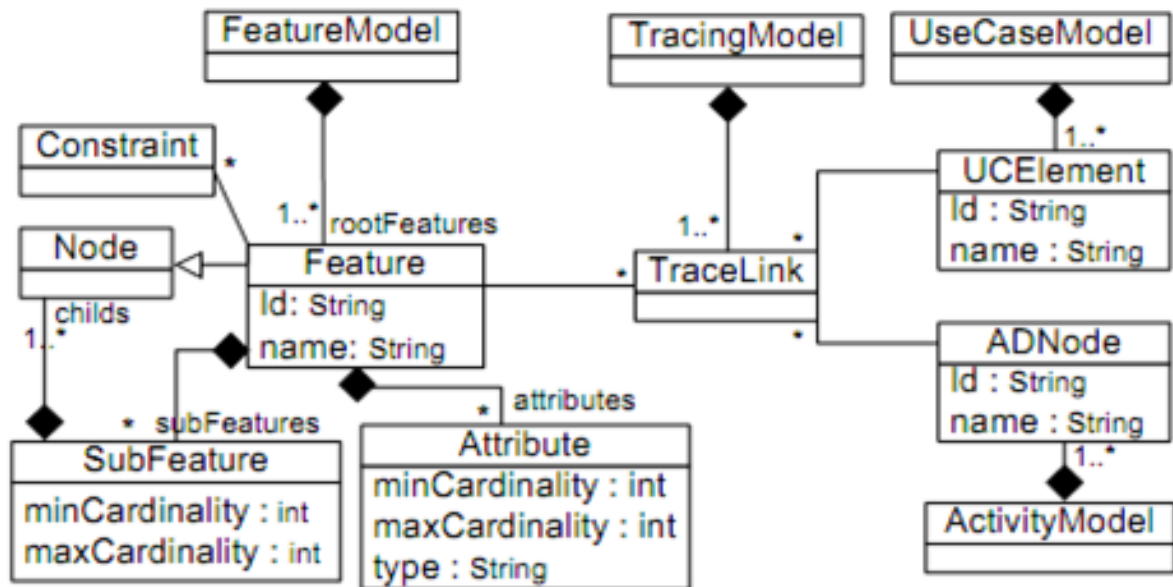 FeatureModel
TracingModel
UseCaseModel
Constraint
*
1..*
rootFeatures
1..*
1..*
UCElement
Id : String
name : String
Node
childs
1..*
Feature
Id: String
name: String
*
TraceLink
*
*
ADNode
Id : String
name : String
1..*
ActivityModel
* subFeatures
SubFeature
minCardinality : int
maxCardinality : int
* attributes
Attribute
minCardinality : int
maxCardinality : int
type : String